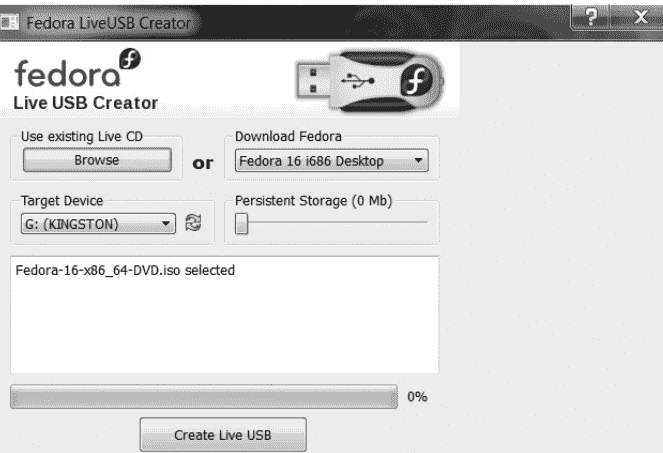 Fedora LiveUSB Creator
? X
fedora
Live USB Creator
Use existing Live CD
Browse
or
Download Fedora
Fedora 16 i686 Desktop
Target Device
G: (KINGSTON)
Persistent Storage (0 Mb)
Fedora-16-x86_64-DVD.iso selected
0%
Create Live USB